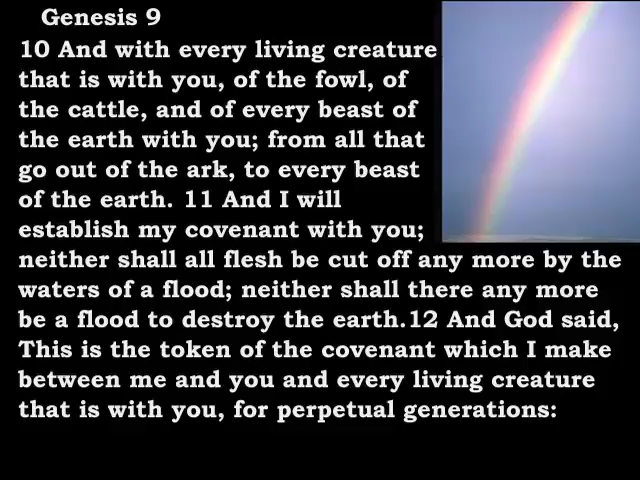 Genesis 9
10 And with every living creature
that is with you, of the fowl, of
the cattle, and of every beast of
the earth with you; from all that
go out of the ark, to every beast
of the earth. 11 And I will
establish my covenant with you;
neither shall all flesh be cut off any more by the
waters of a flood; neither shall there any more
be a flood to destroy the earth.12 And God said,
This is the token of the covenant which I make
between me and you and every living creature
that is with you, for perpetual generations: